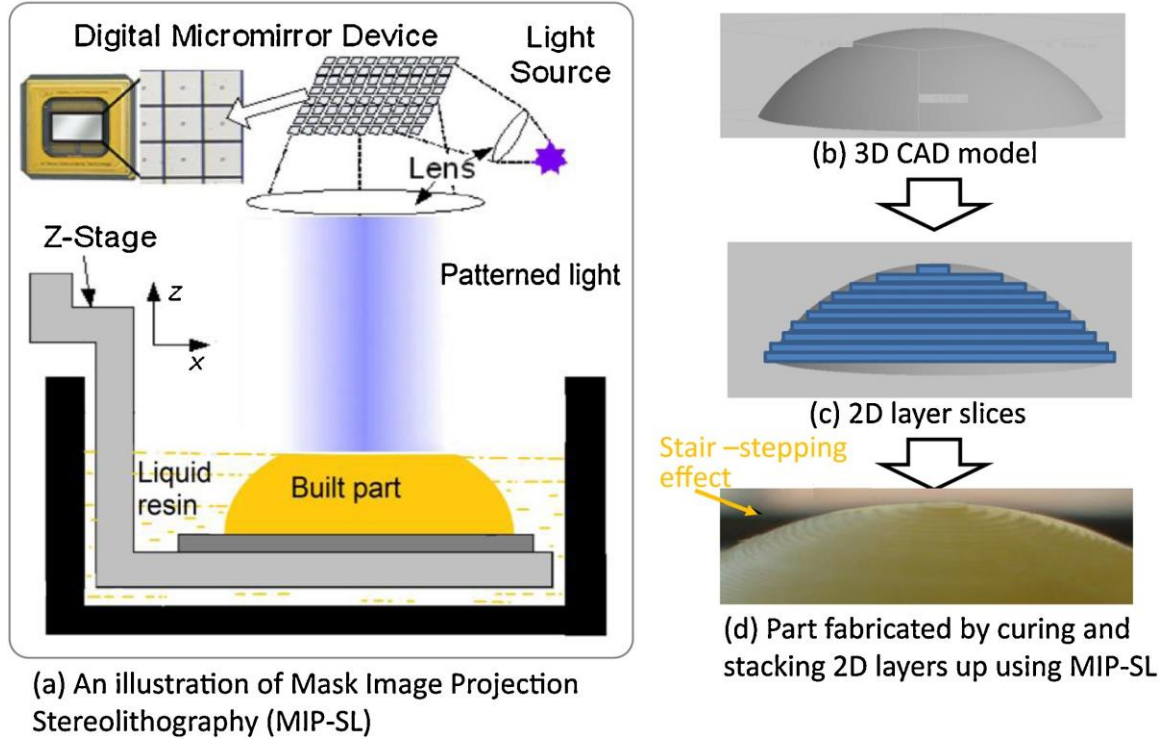 Digital Micromirror Device
Light
Source
Lens
Z-Stage
z
x
Patterned light
Liquid
resin
Built part
(a) An illustration of Mask Image Projection
Stereolithography (MIP-SL)
(b) 3D CAD model
(c) 2D layer slices
Stair –stepping
effect
(d) Part fabricated by curing and
stacking 2D layers up using MIP-SL